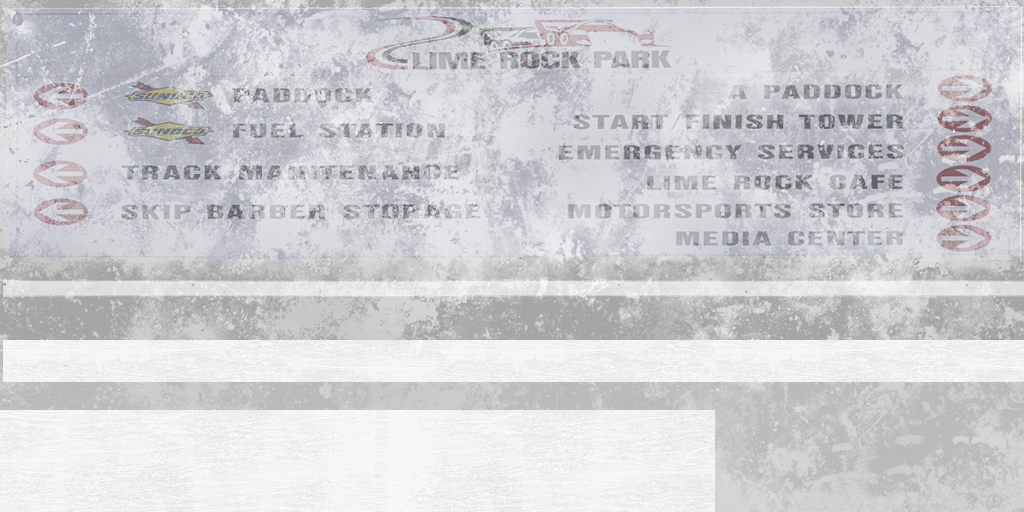 LIME ROCK PARK
SUNOCO PADDOCK
SUNOCO FUEL STATION
TRACK MAINTENANCE
SKIP BARBER STORAGE
A PADDOCK
START/FINISH TOWER
EMERGENCY SERVICES
LIME ROCK CAFE
MOTORSPORTS STORE
MEDIA CENTER